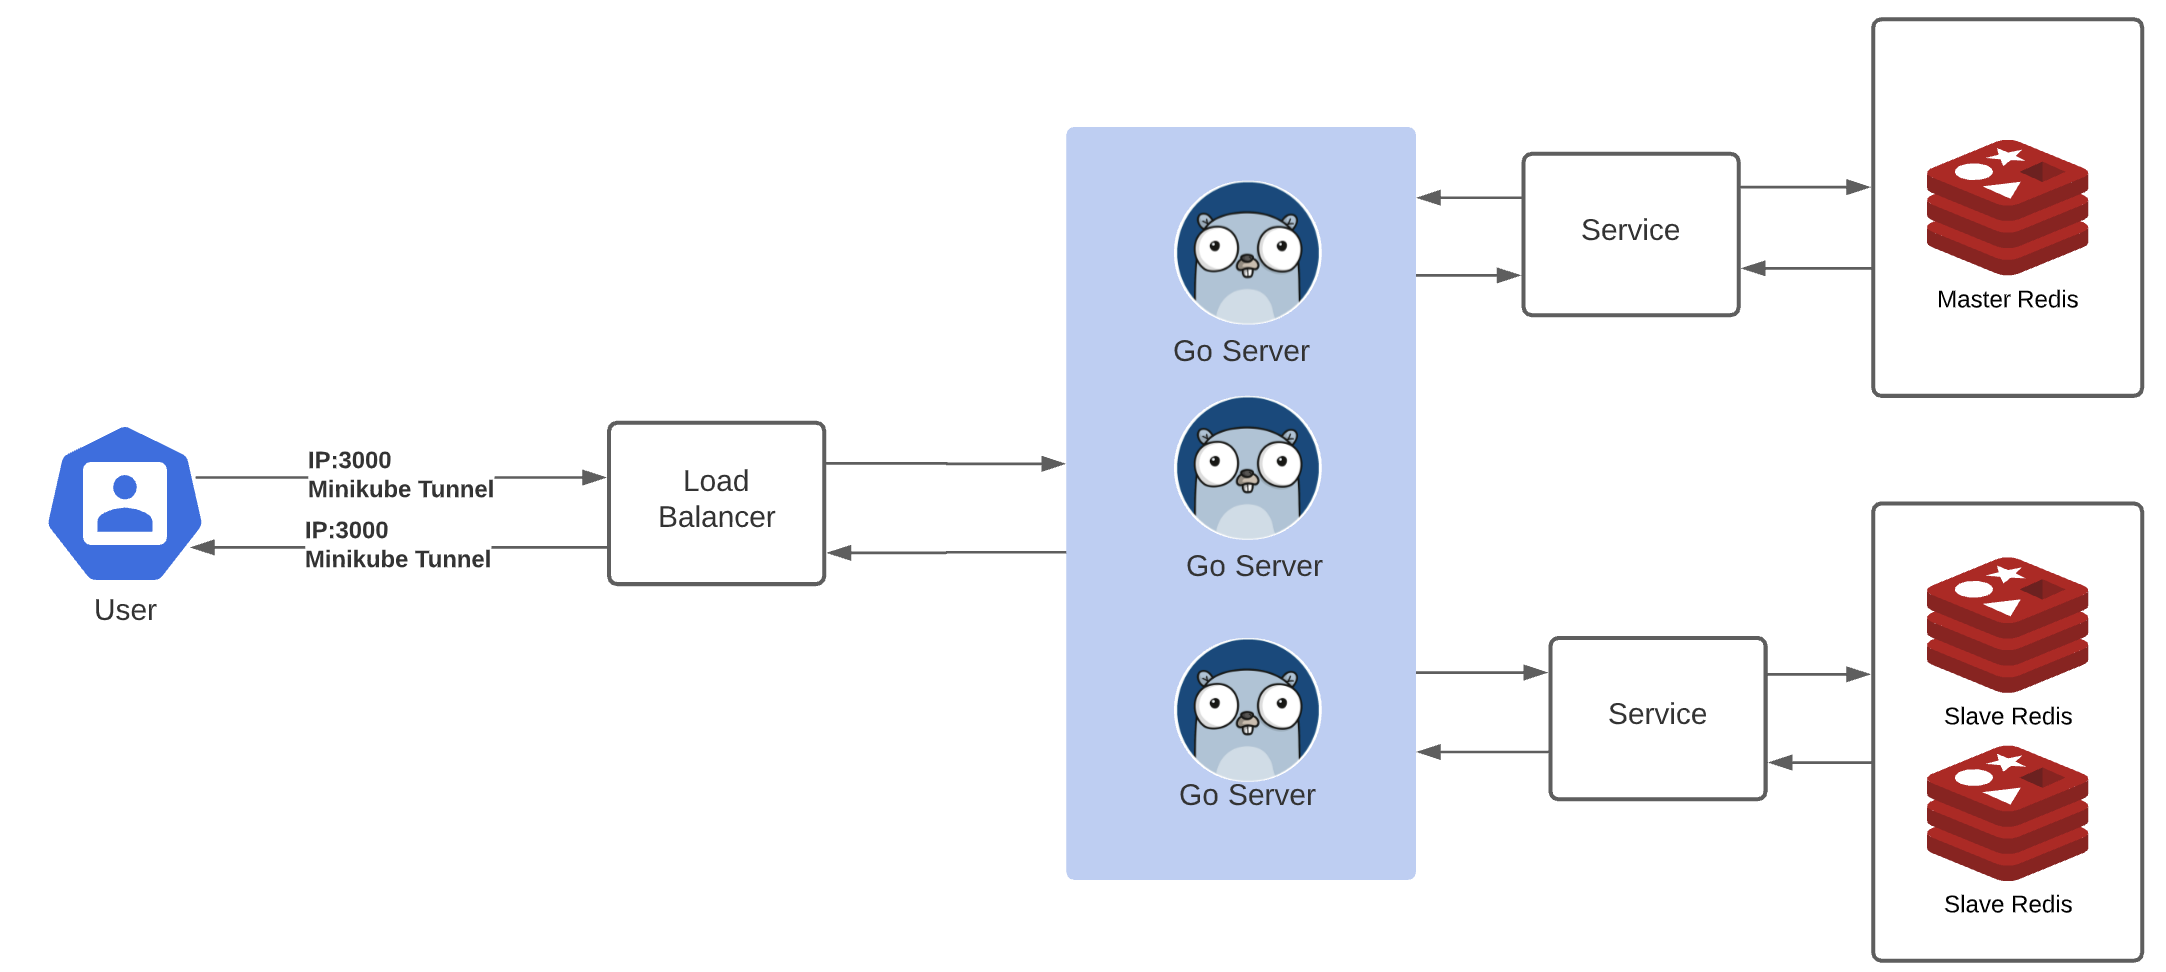 IP:3000
Minikube Tunnel
IP:3000
Minikube Tunnel
User
Load
Balancer
Go Server
Go Server
Go Server
Service
Master Redis
Service
Slave Redis
Slave Redis